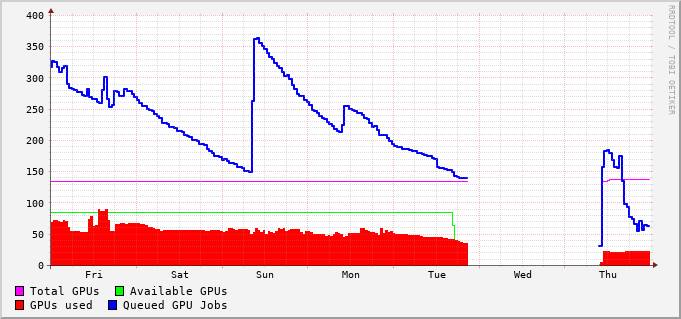 400
350
300
250
200
150
100
50
0
Fri Sat Sun Mon Tue Wed Thu
Total GPUs Available GPUs
GPUs used Queued GPU Jobs
RRDTOOL / TOBI OETIKER